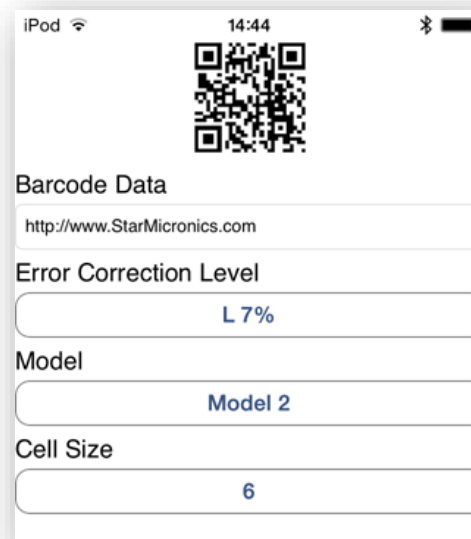 iPod 14:44
Barcode Data
http://www.StarMicronics.com
Error Correction Level
L 7%
Model
Model 2
Cell Size
6